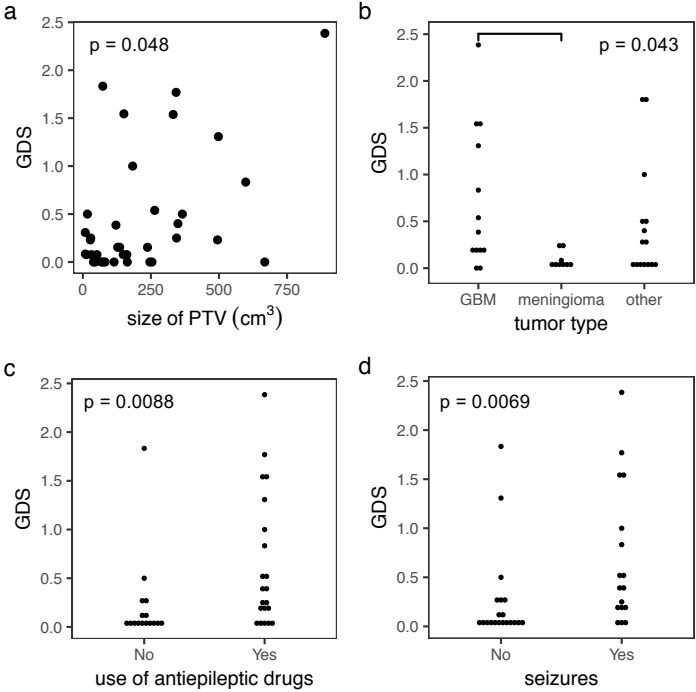 a
p = 0.048
GDS
2.5
2.0
1.5
1.0
0.5
0.0
0 250 500 750
size of PTV (cm³)
b
p = 0.043
GDS
2.5
2.0
1.5
1.0
0.5
0.0
GBM meningioma other
tumor type
c
p = 0.0088
GDS
2.5
2.0
1.5
1.0
0.5
0.0
No Yes
use of antiepileptic drugs
d
p = 0.0069
GDS
2.5
2.0
1.5
1.0
0.5
0.0
No Yes
seizures